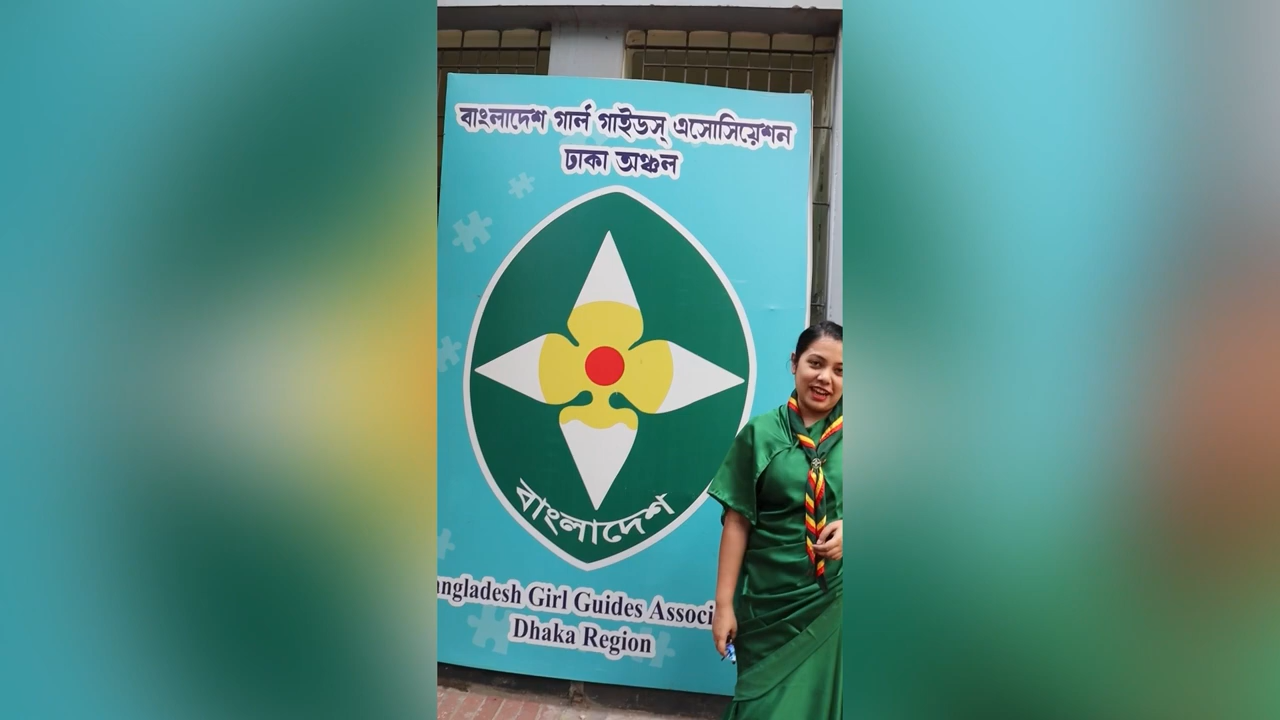 বাংলাদেশ গার্ল গাইডস্ এসোসিয়েশন
ঢাকা অঞ্চল
বাংলাদেশ
angladesh Girl Guides Associ
Dhaka Region